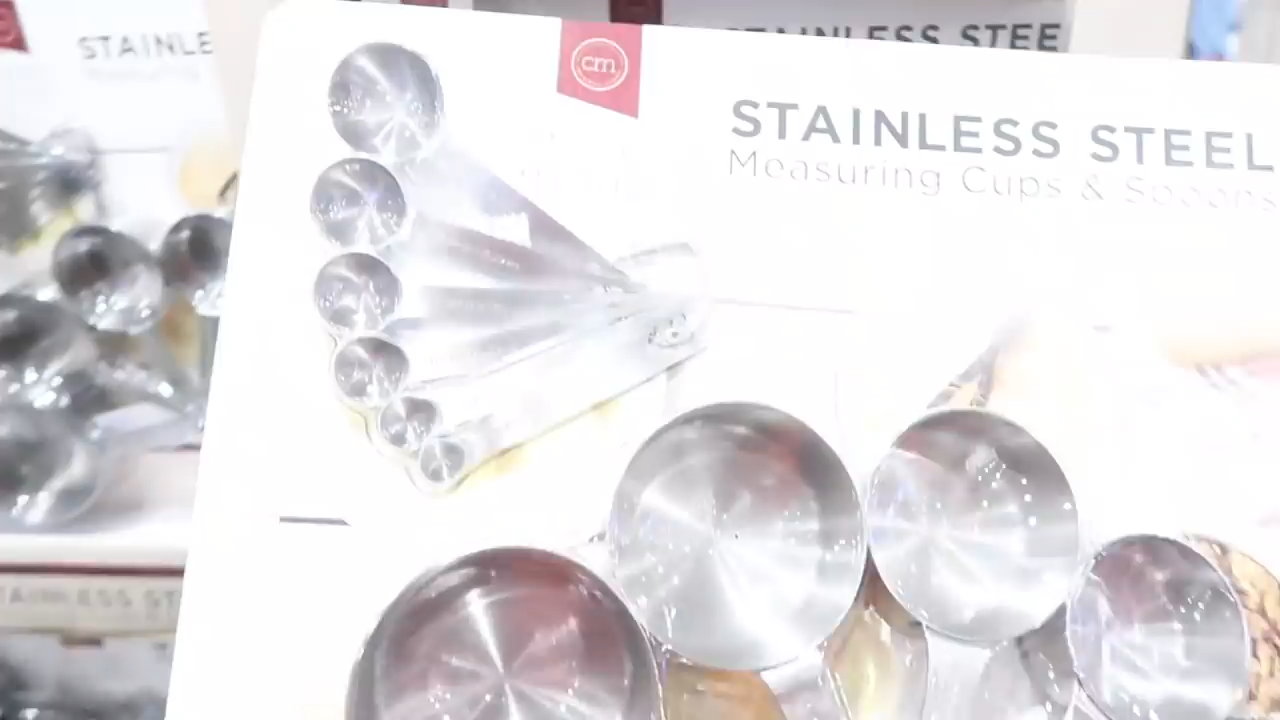 STAINLE
STAINLESS STEE
cm
STAINLESS STEEL
Measuring Cups & Spoons